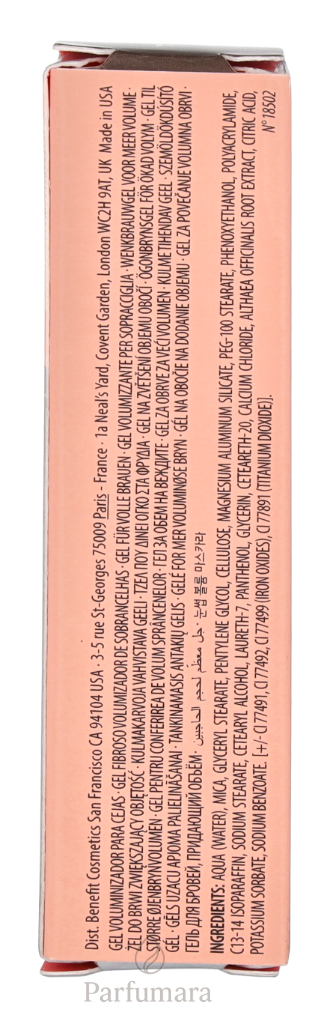 Dist. Benefit Cosmetics San Francisco CA 94104 USA · 3-5 rue St-Georges 75009 Paris - France · 1a Neal's Yard, Covent Garden, London WC2H 9AT, UK Made in USA
GEL VOLUMINIZADOR PARA CEJAS · GEL FIBROSO VOLUMIZADOR DE SOBRANCELHAS · GEL FÜR VOLLE BRAUEN · GEL VOLUMIZZANTE PER SOPRACCIGLIA · WENKBRAUWGEL VOOR MEER VOLUME ·
ŻEL DO BRWI ZWIĘKSZAJĄCY OBJĘTOŚĆ · KULMAKARVOJA VAHVISTAVA GEELI · ΤΖΕΛ ΠΟΥ ΔΙΝΕΙ ΟΓΚΟ ΣΤΑ ΦΡΥΔΙΑ · GEL NA ZVĚTŠENÍ OBJEMU OBOČÍ · ÖGONBRYNSGEL FÖR ÖKAD VOLYM · GEL TIL
STØRRE ØJENBRYNSVOLUMEN · GEL PENTRU CONFERIREA DE VOLUM SPRÂNCENELOR · ГЕЛ ЗА ОБЕМ НА ВЕЖДИТЕ · GEL ZA OBRVE ZA VEĆI VOLUMEN · KULME TIHENDAV GEEL · SZEMÖLDÖKDÚSÍTÓ
GÉL · GĒLS UZACU APJOMA PALIELINĀŠANAI · TANKINAMASIS ANTAKIŲ GELIS · GELÉ FOR MER VOLUMINØSE BRYN · GÉL NA OBOČIE NA DODANIE OBJEMU · GEL ZA POVEČANJE VOLUMNA OBRVI ·
ГЕЛЬ ДЛЯ БРОВЕЙ, ПРИДАЮЩИЙ ОБЪЁМ · جل معظم لحجم الحاجبين · 눈썹 볼륨 마스카라
INGREDIENTS: AQUA (WATER), MICA, GLYCERYL STEARATE, PENTYLENE GLYCOL, CELLULOSE, MAGNESIUM ALUMINUM SILICATE, PEG-100 STEARATE, PHENOXYETHANOL, POLYACRYLAMIDE,
C13-14 ISOPARAFFIN, SODIUM STEARATE, CETEARYL ALCOHOL, LAURETH-7, PANTHENOL, GLYCERIN, CETEARETH-20, CALCIUM CHLORIDE, ALTHAEA OFFICINALIS ROOT EXTRACT, CITRIC ACID,
POTASSIUM SORBATE, SODIUM BENZOATE. [+/- CI 77491, CI 77492, CI 77499 (IRON OXIDES), CI 77891 (TITANIUM DIOXIDE)].
N° 18502
Parfumara